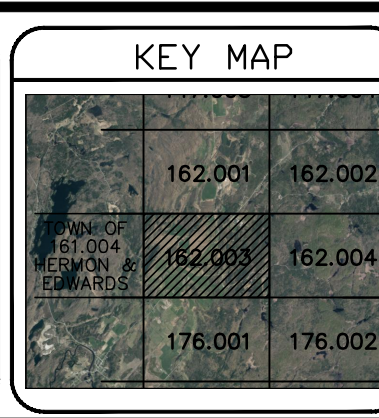 KEY MAP
162.001 162.002
TOWN OF
161.004
HERMON &
EDWARDS
162.003 162.004
176.001 176.002